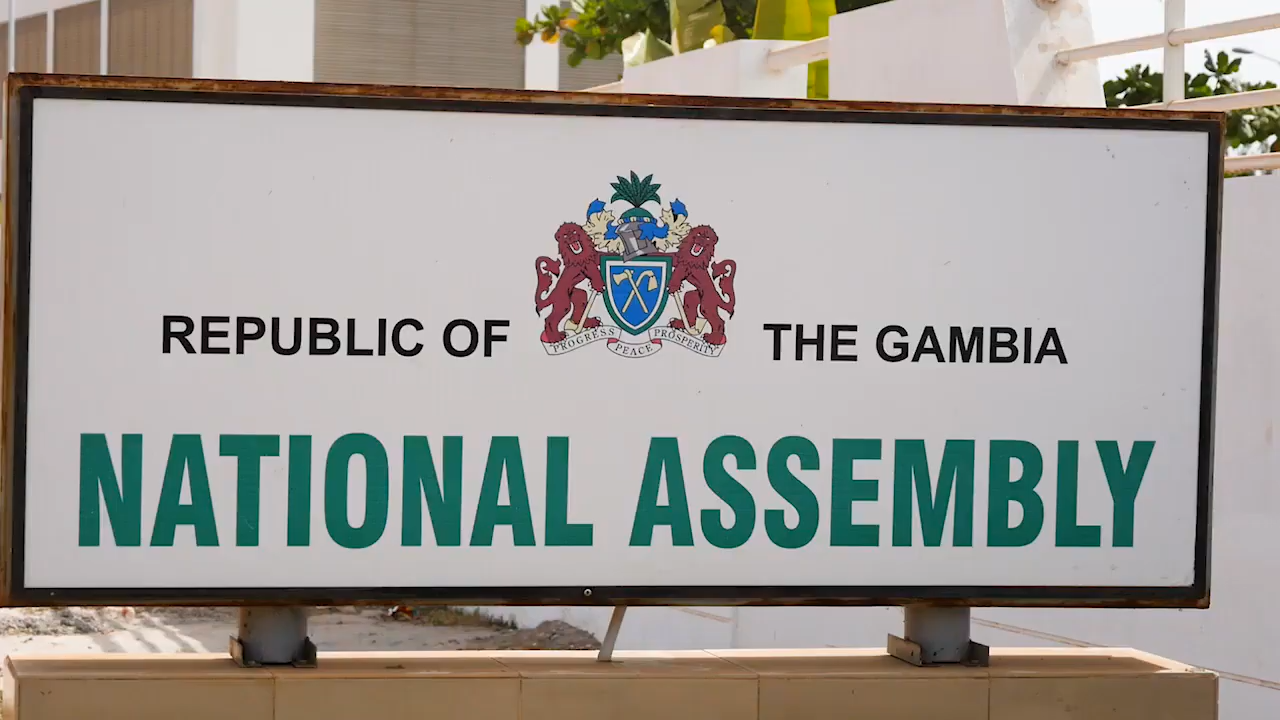 REPUBLIC OF THE GAMBIA
PROGRESS PEACE PROSPERITY
NATIONAL ASSEMBLY